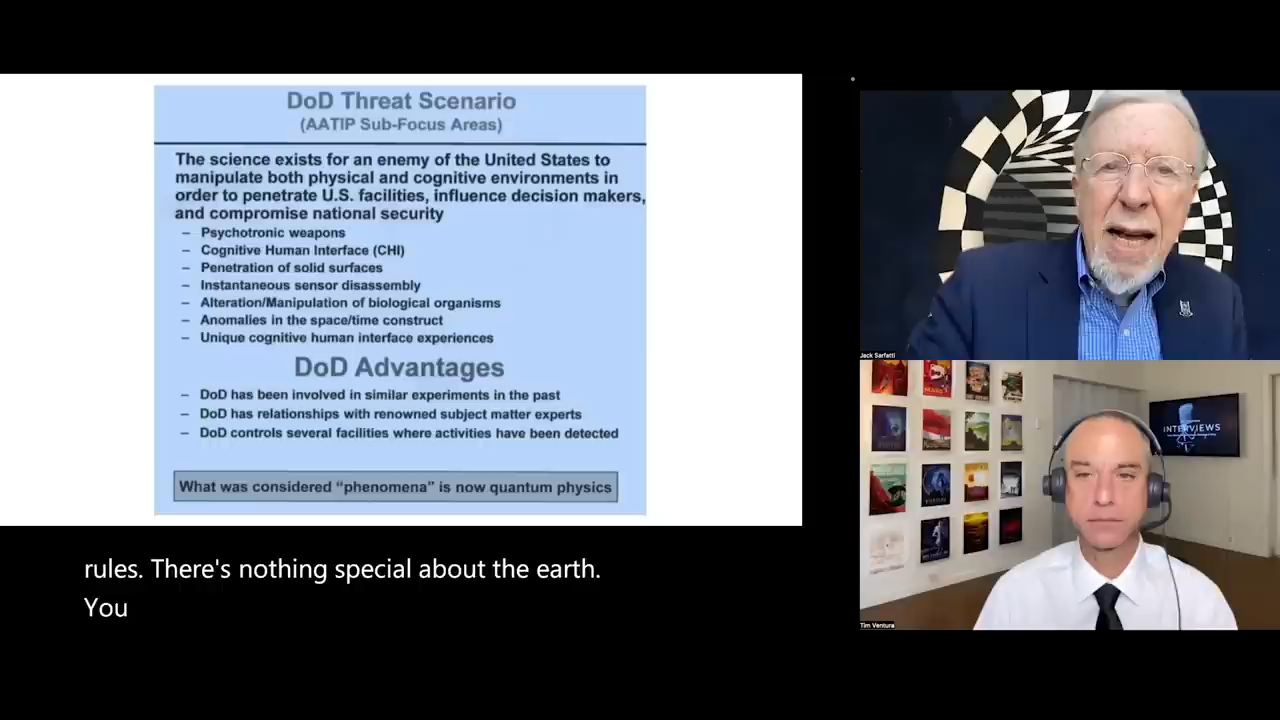 DoD Threat Scenario
(AATIP Sub-Focus Areas)
The science exists for an enemy of the United States to
manipulate both physical and cognitive environments in
order to penetrate U.S. facilities, influence decision makers,
and compromise national security
– Psychotronic weapons
– Cognitive Human Interface (CHI)
– Penetration of solid surfaces
– Instantaneous sensor disassembly
– Alteration/Manipulation of biological organisms
– Anomalies in the space/time construct
– Unique cognitive human interface experiences
DoD Advantages
– DoD has been involved in similar experiments in the past
– DoD has relationships with renowned subject matter experts
– DoD controls several facilities where activities have been detected
What was considered “phenomena” is now quantum physics
rules. There's nothing special about the earth.
You
Jack Sarfatti
INTERVIEWS
Tim Ventura